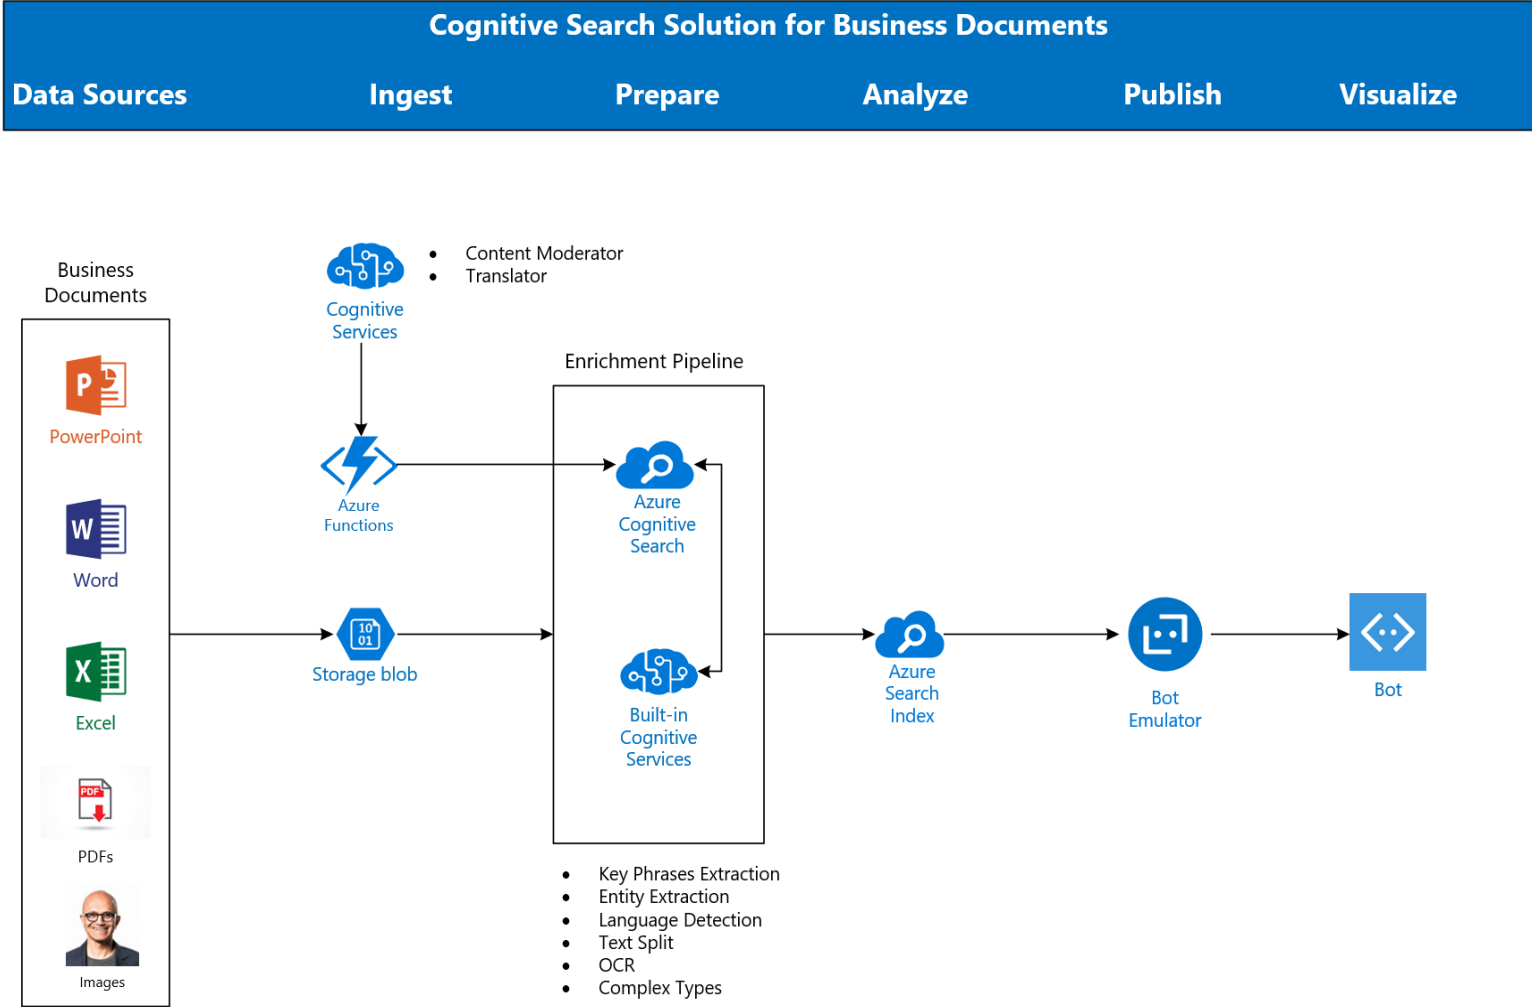 Cognitive Search Solution for Business Documents
Data Sources
Ingest
Prepare
Analyze
Publish
Visualize
Business
Documents
P
PowerPoint
W
Word
X
Excel
PDF
PDFs
Images
Cognitive
Services
• Content Moderator
• Translator
Azure
Functions
10
01
Storage blob
Enrichment Pipeline
Azure
Cognitive
Search
Built-in
Cognitive
Services
• Key Phrases Extraction
• Entity Extraction
• Language Detection
• Text Split
• OCR
• Complex Types
Azure
Search
Index
Bot
Emulator
Bot